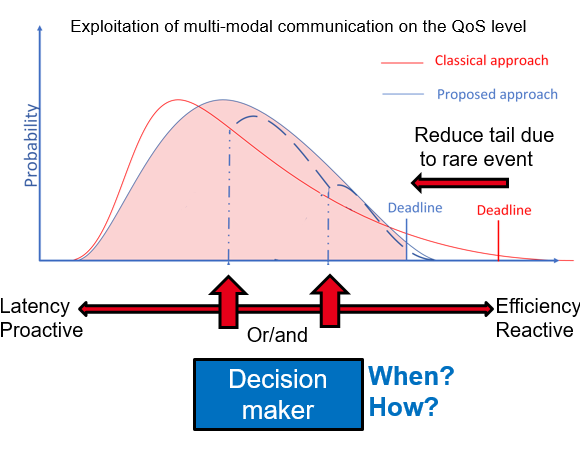 Exploitation of multi-modal communication on the QoS level
Classical approach
Proposed approach
Probability
Reduce tail due
to rare event
Deadline
Deadline
Latency
Proactive
Efficiency
Reactive
Or/and
Decision
maker
When?
How?